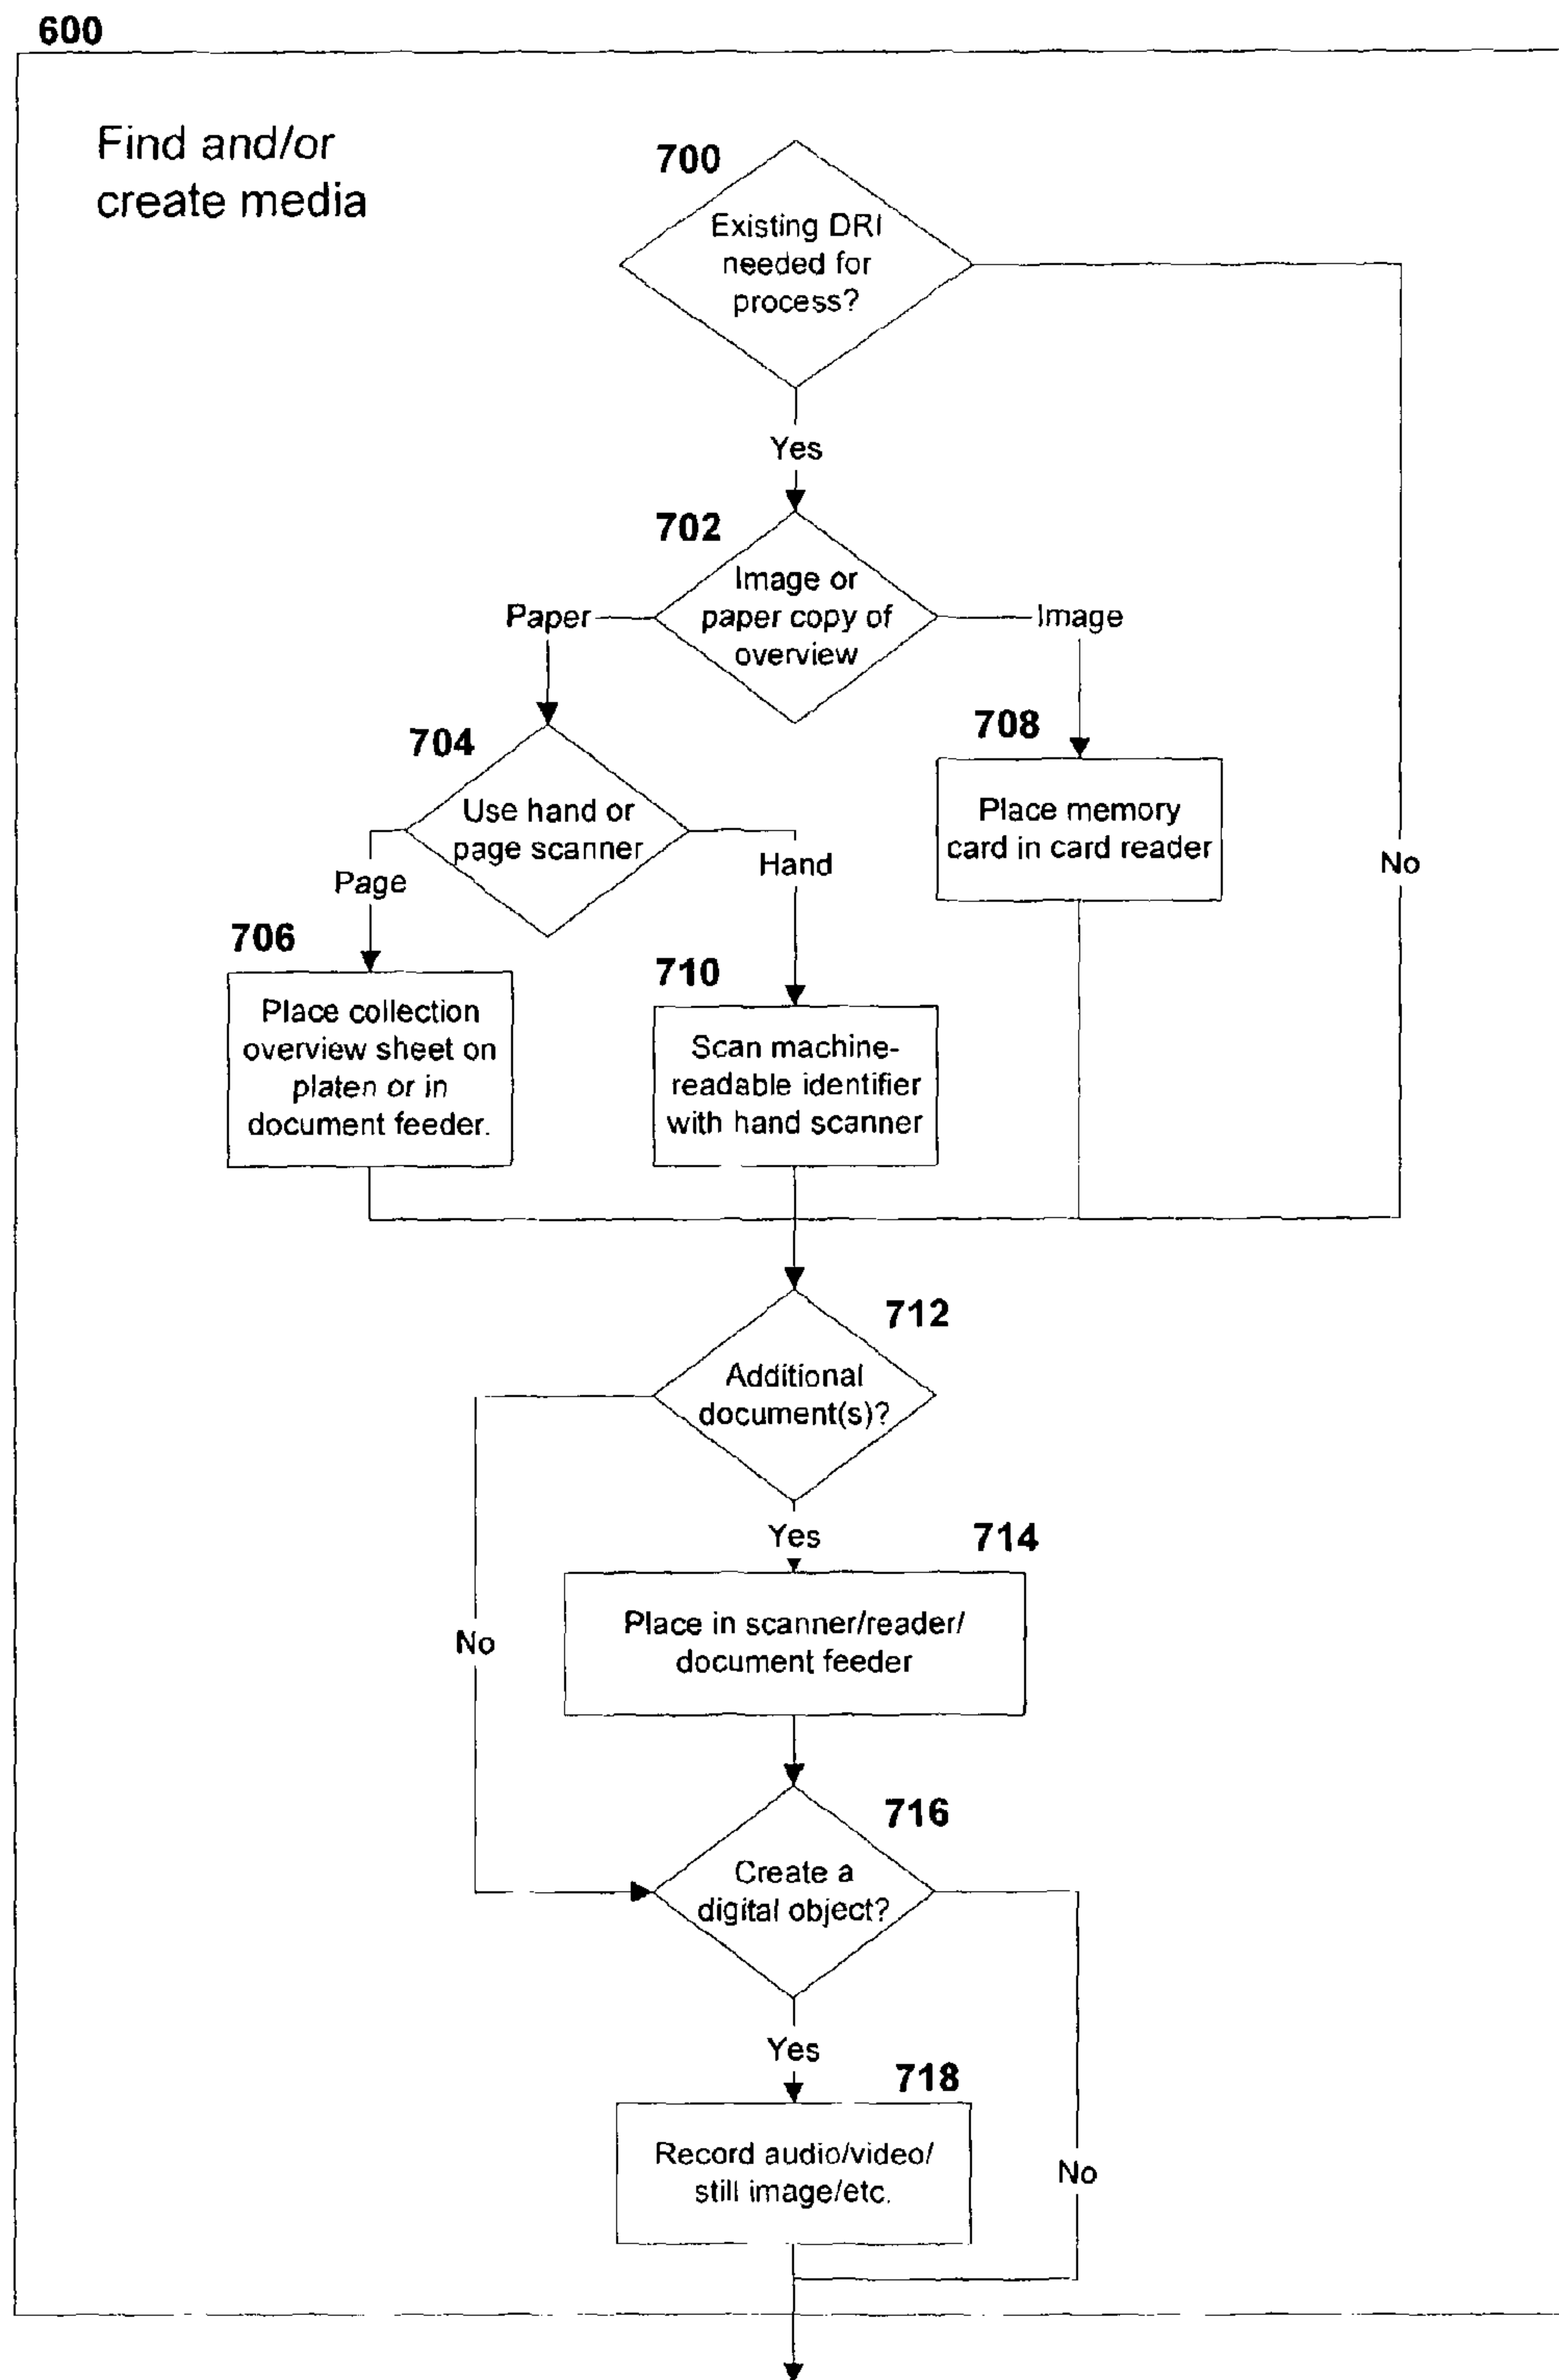 600
Find and/or
create media
700
Existing DRI
needed for
process?
Yes
No
702
Image or
paper copy of
overview
Paper
Image
704
Use hand or
page scanner
Page
Hand
708
Place memory
card in card reader
706
Place collection
overview sheet on
platen or in
document feeder.
710
Scan machine-
readable identifier
with hand scanner
712
Additional
document(s)?
Yes
No
714
Place in scanner/reader/
document feeder
716
Create a
digital object?
Yes
No
718
Record audio/video/
still image/etc.